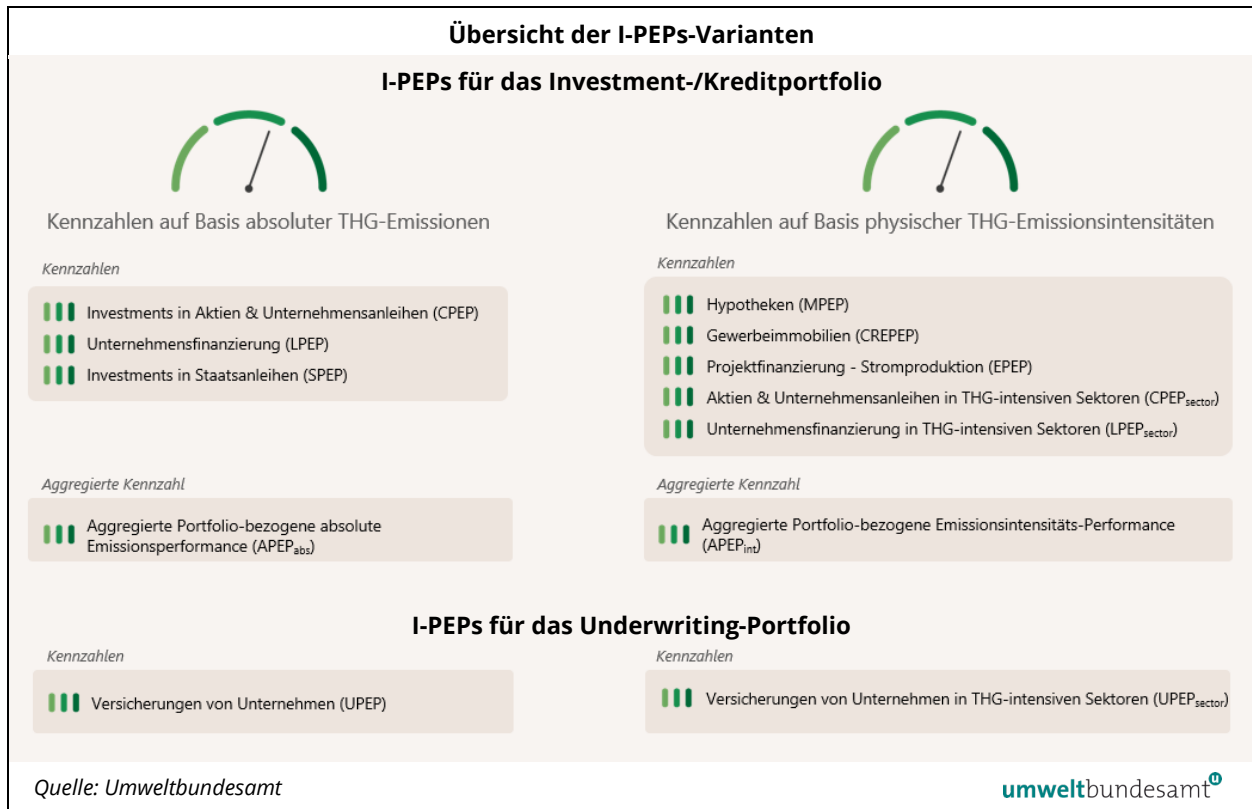 Übersicht der I-PEPs-Varianten
I-PEPs für das Investment-/Kreditportfolio
Kennzahlen auf Basis absoluter THG-Emissionen
Kennzahlen
Investments in Aktien & Unternehmensanleihen (CPEP)
Unternehmensfinanzierung (LPEP)
Investments in Staatsanleihen (SPEP)
Aggregierte Kennzahl
Aggregierte Portfolio-bezogene absolute
Emissionsperformance (APEPabs)
Kennzahlen auf Basis physischer THG-Emissionsintensitäten
Kennzahlen
Hypotheken (MPEP)
Gewerbeimmobilien (CREPEP)
Projektfinanzierung - Stromproduktion (EPEP)
Aktien & Unternehmensanleihen in THG-intensiven Sektoren (CPEPsector)
Unternehmensfinanzierung in THG-intensiven Sektoren (LPEPsector)
Aggregierte Kennzahl
Aggregierte Portfolio-bezogene Emissionsintensitäts-Performance
(APEPint)
I-PEPs für das Underwriting-Portfolio
Kennzahlen
Versicherungen von Unternehmen (UPEP)
Kennzahlen
Versicherungen von Unternehmen in THG-intensiven Sektoren (UPEPsector)
Quelle: Umweltbundesamt
umweltbundesamt U